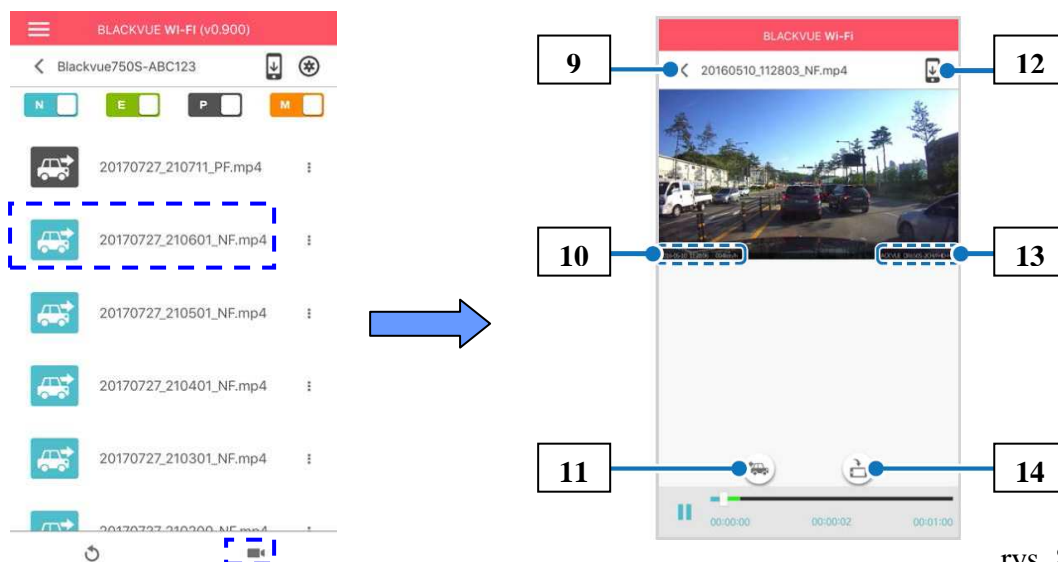 BLACKVUE WI-FI (v0.900)
Blackvue750S-ABC123
N E P M
20170727_210711_PF.mp4
20170727_210601_NF.mp4
20170727_210501_NF.mp4
20170727_210401_NF.mp4
20170727_210301_NF.mp4
BLACKVUE Wi-Fi
20160510_112803_NF.mp4
9
12
10
13
11
14
00:00:00 00:00:02 00:01:00
rys.